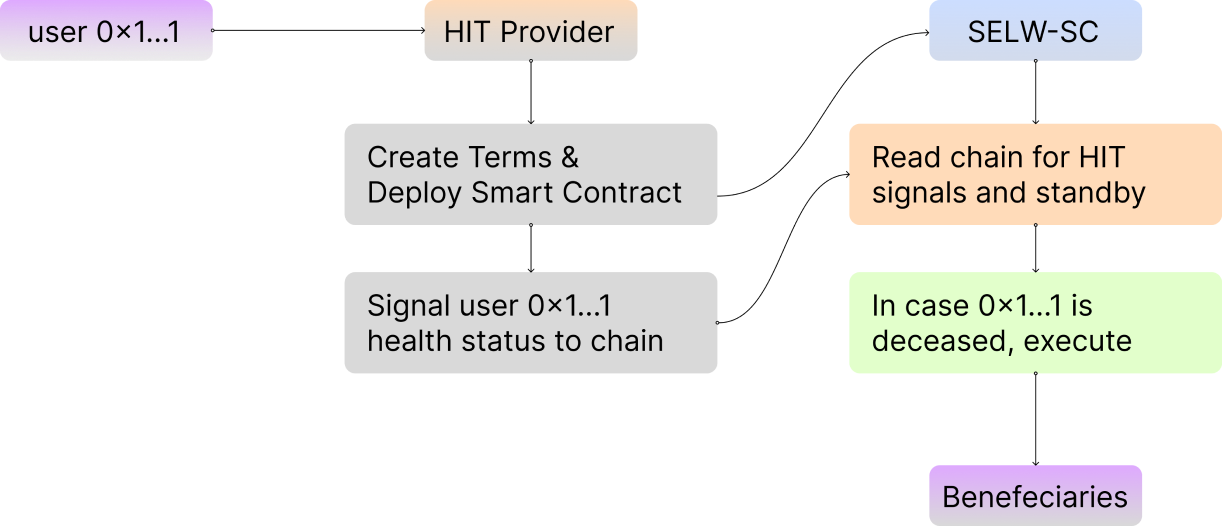 user 0×1...1
HIT Provider
SELW-SC
Create Terms &
Deploy Smart Contract
Read chain for HIT
signals and standby
Signal user 0×1...1
health status to chain
In case 0×1...1 is
deceased, execute
Benefeciaries